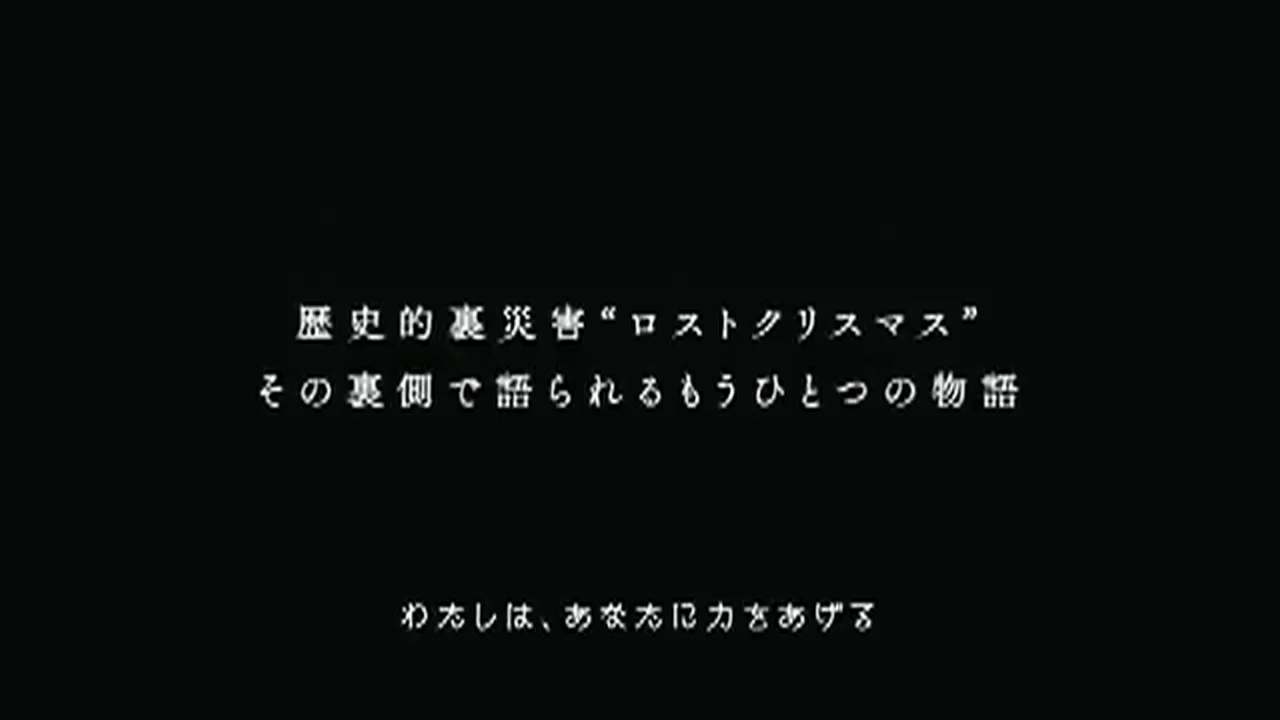 歴史的裏災害“ロストクリスマス”
その裏側で語られるもうひとつの物語
わたしは、あなたに力をあげる